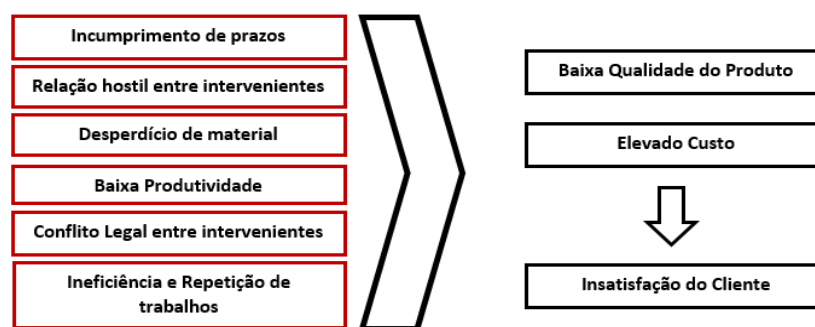 Incumprimento de prazos
Relação hostil entre intervenientes
Desperdício de material
Baixa Produtividade
Conflito Legal entre intervenientes
Ineficiência e Repetição de
trabalhos
Baixa Qualidade do Produto
Elevado Custo
Insatisfação do Cliente